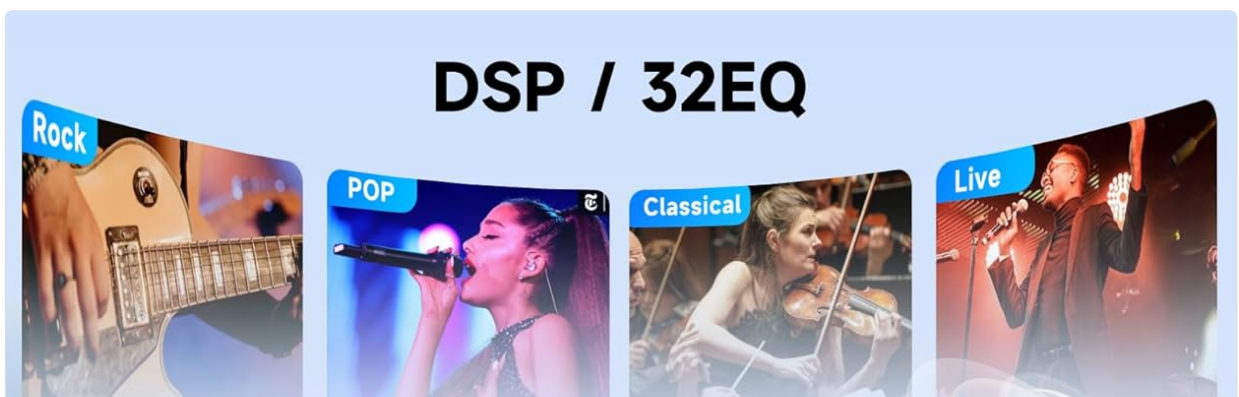 DSP / 32EQ
Rock
POP
Classical
Live